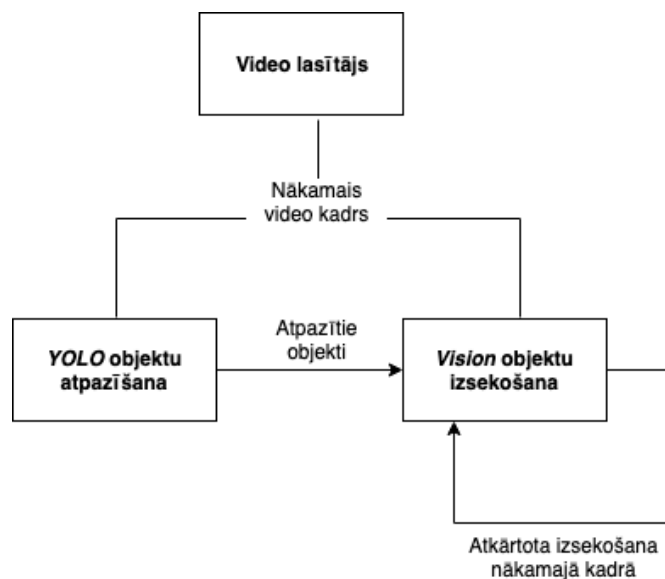 Video lasītājs
Nākamais
video kadrs
YOLO objektu
atpazīšana
Atpazītie
objekti
Vision objektu
izsekošana
Atkārtota izsekošana
nākamajā kadrā